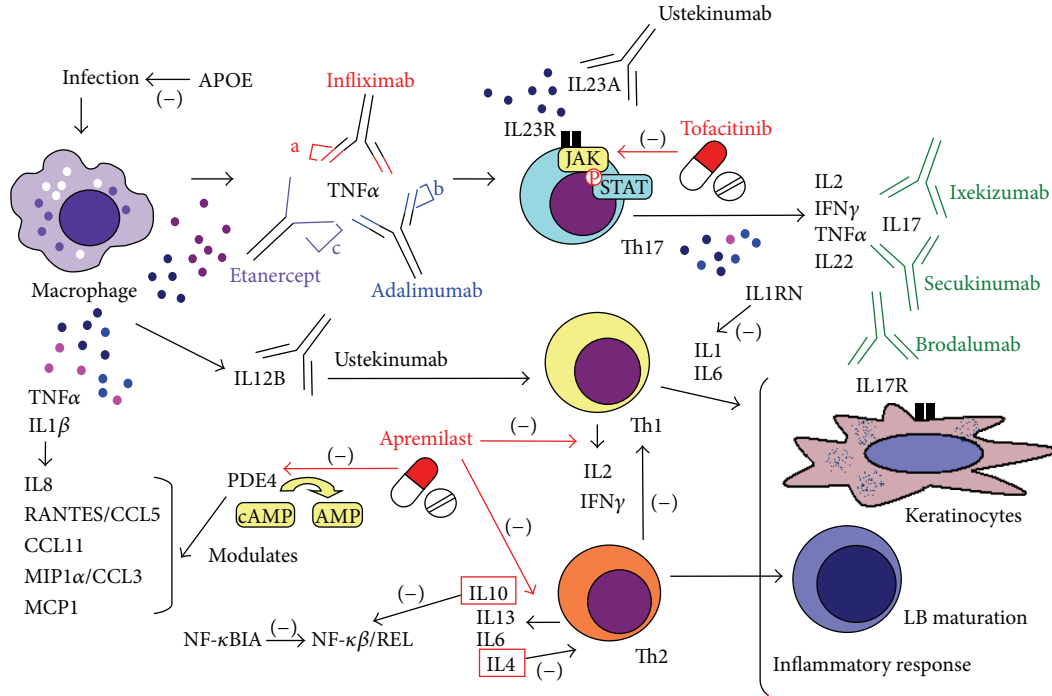 Ustekinumab
Infection
APOE
(−)
Infliximab
IL23A
a
IL23R
(−)
Tofacitinib
JAK
P
STAT
TNFα
b
IL2
IFNγ
TNFα
IL22
IL17
Ixekizumab
c
Etanercept
Adalimumab
Th17
Secukinumab
Macrophage
IL1RN
(−)
Brodalumab
IL12B
Ustekinumab
IL1
IL6
IL17R
TNFα
IL1β
Th1
Apremilast
(−)
IL2
IFNγ
(−)
(−)
PDE4
cAMP
AMP
Modulates
IL8
RANTES/CCL5
CCL11
MIP1α/CCL3
MCP1
(−)
Keratinocytes
(−)
IL10
IL13
IL6
IL4
(−)
NF-κBIA
(−)
NF-κβ/REL
Th2
LB maturation
Inflammatory response